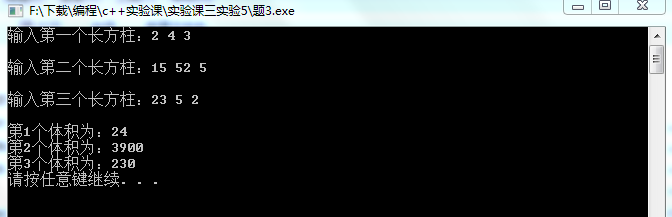 F:\下载\编程\c++实验课\实验课三实验5\题3.exe
输入第一个长方柱：2 4 3
输入第二个长方柱：15 52 5
输入第三个长方柱：23 5 2
第1个体积为：24
第2个体积为：3900
第3个体积为：230
请按任意键继续. . .